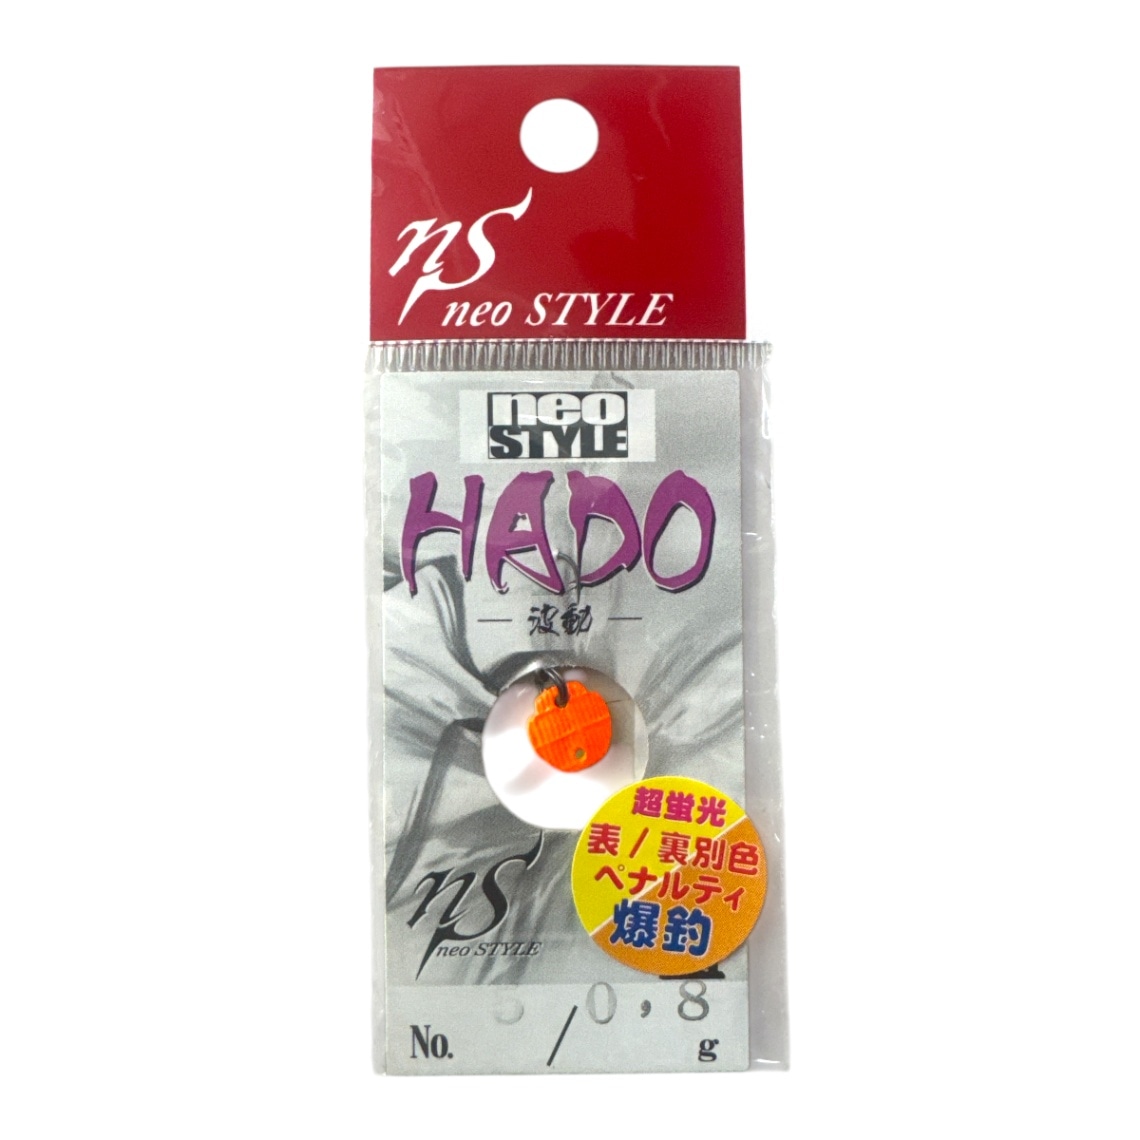 ns
neo STYLE
neo
STYLE
HADO
波動
超蛍光
表/裏別色
ペナルティ
爆釣
ns
neo STYLE
0,8
No. / g